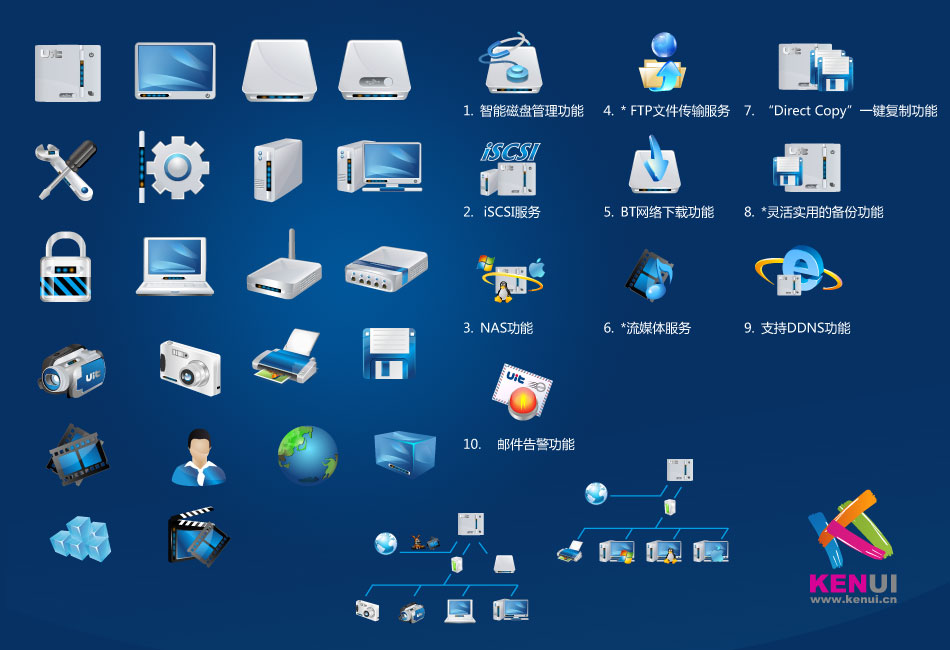 1. 智能磁盘管理功能
4. * FTP文件传输服务
7. “Direct Copy”一键复制功能
iSCSI
2. iSCSI服务
5. BT网络下载功能
8. *灵活实用的备份功能
3. NAS功能
6. *流媒体服务
9. 支持DDNS功能
uit
uit
10. 邮件告警功能
KENUI
www.kenui.cn